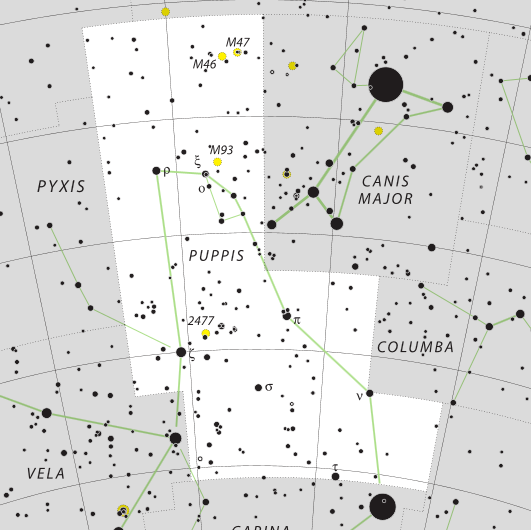 M47
M46
M93
ξ
ρ
ο
PYXIS
CANIS
MAJOR
PUPPIS
2477
π
ζ
COLUMBA
σ
ν
τ
VELA
CARINA